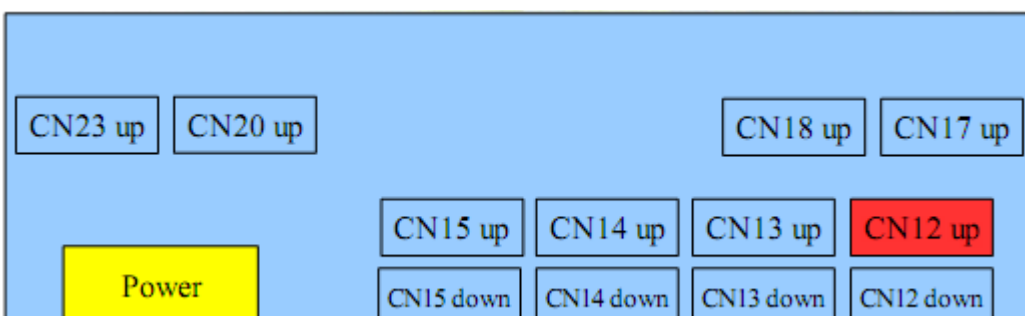 CN23 up CN20 up CN18 up CN17 up
CN15 up CN14 up CN13 up CN12 up
Power
CN15 down CN14 down CN13 down CN12 down